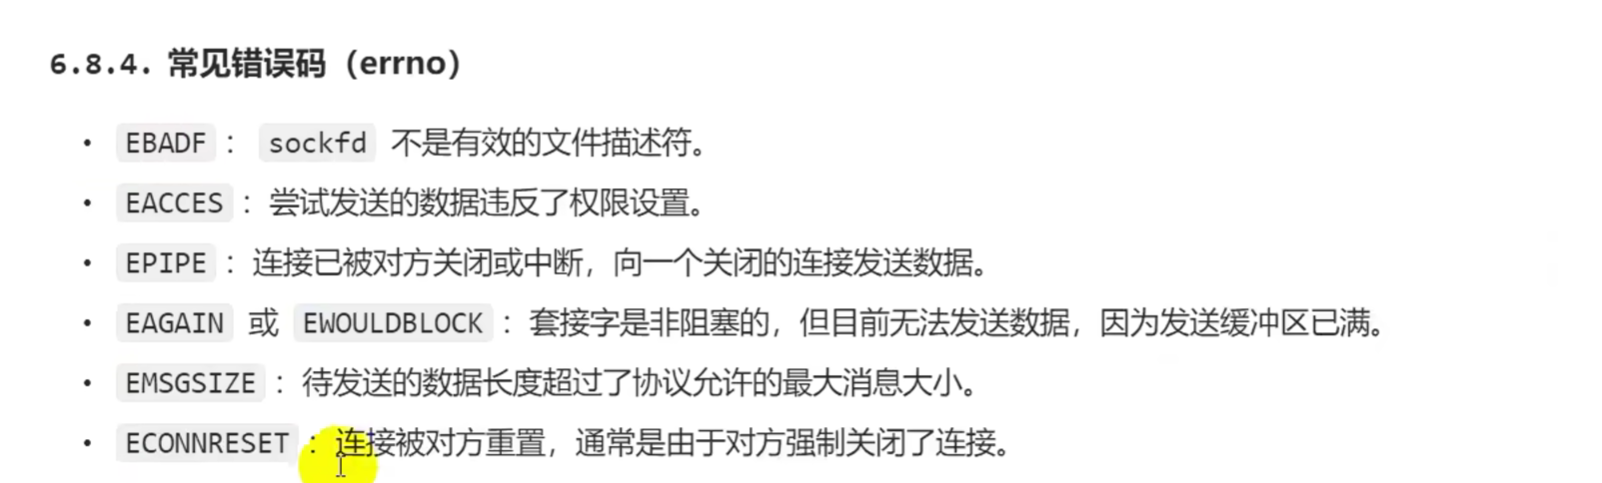 6.8.4. 常见错误码（errno）
• EBADF： sockfd 不是有效的文件描述符。
• EACCES：尝试发送的数据违反了权限设置。
• EPIPE：连接已被对方关闭或中断，向一个关闭的连接发送数据。
• EAGAIN 或 EWOULDBLOCK：套接字是非阻塞的，但目前无法发送数据，因为发送缓冲区已满。
• EMSGSIZE：待发送的数据长度超过了协议允许的最大消息大小。
• ECONNRESET：连接被对方重置，通常是由于对方强制关闭了连接。